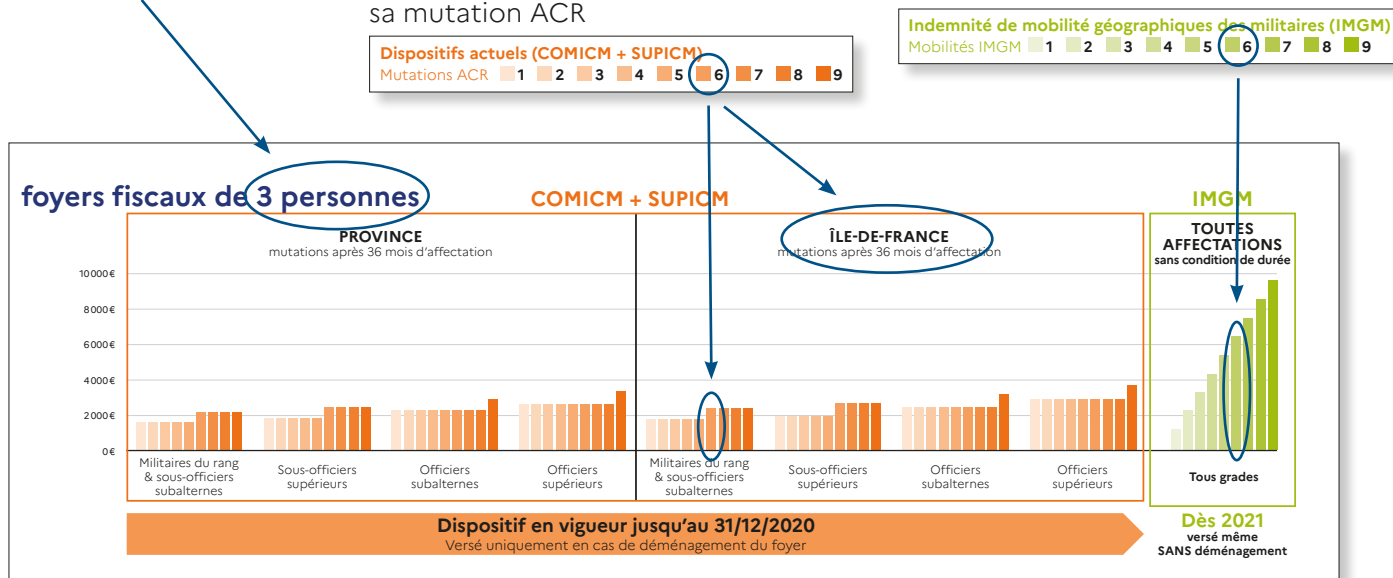 sa mutation ACR
Dispositifs actuels (COMICM + SUPICM)
Mutations ACR 1 2 3 4 5 6 7 8 9
Indemnité de mobilité géographiques des militaires (IMGM)
Mobilités IMGM 1 2 3 4 5 6 7 8 9
foyers fiscaux de 3 personnes
COMICM + SUPICM
IMGM
PROVINCE
mutations après 36 mois d'affectation
ÎLE-DE-FRANCE
mutations après 36 mois d'affectation
TOUTES
AFFECTATIONS
sans condition de durée
10000€
8000€
6000€
4000€
2000€
0€
Militaires du rang
& sous-officiers
subalternes
Sous-officiers
supérieurs
Officiers
subalternes
Officiers
supérieurs
Militaires du rang
& sous-officiers
subalternes
Sous-officiers
supérieurs
Officiers
subalternes
Officiers
supérieurs
Tous grades
Dispositif en vigueur jusqu'au 31/12/2020
Versé uniquement en cas de déménagement du foyer
Dès 2021
versé même
SANS déménagement